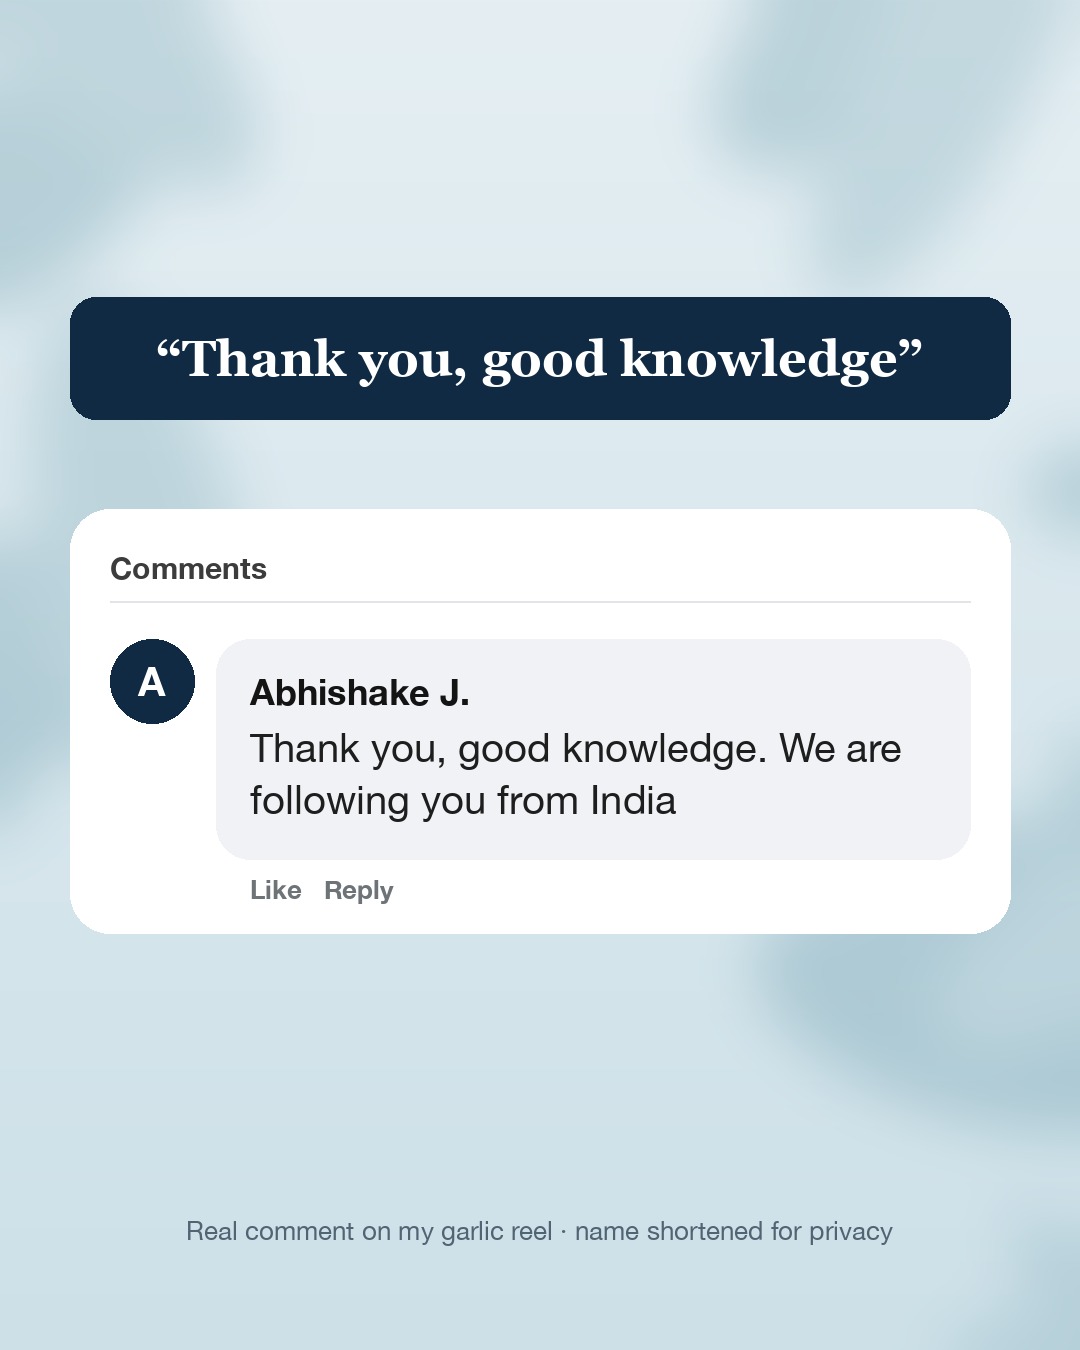 “Thank you, good knowledge”
Comments
A
Abhishake J.
Thank you, good knowledge. We are
following you from India
Like Reply
Real comment on my garlic reel · name shortened for privacy